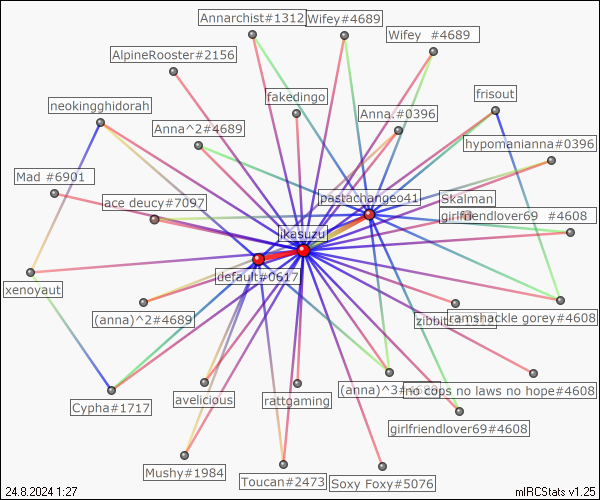 Annarchist#1312
Wifey#4689
Wifey #4689
AlpineRooster#2156
fakedingo
frisout
neokingghidorah
Anna.#0396
Anna^2#4689
hypomanianna#0396
Mad #6901
pastachangeo41
Skalman
ace deucy#7097
girlfriendlover69 #4608
ikasuzu
default#0617
xenoyaut
(anna)^2#4689
zibbit
ramshackle gorey#4608
(anna)^3#4689
no cops no laws no hope#4608
Cypha#1717
avelicious
rattgaming
girlfriendlover69#4608
Mushy#1984
Toucan#2473
Soxy Foxy#5076
24.8.2024 1:27
mIRCStats v1.25